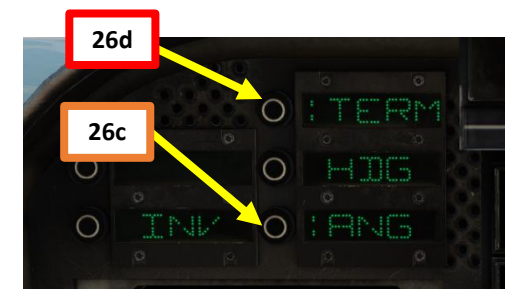 26d
: TERM
26c
HDG
INV
: ANG